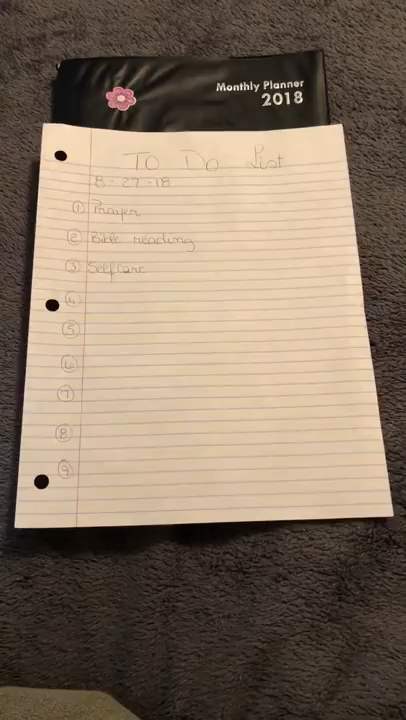 Monthly Planner
2018
To Do List
8-27-18
① Prayer
② Bible reading
③ Selfcare
④
⑤
⑥
⑦
⑧
⑨